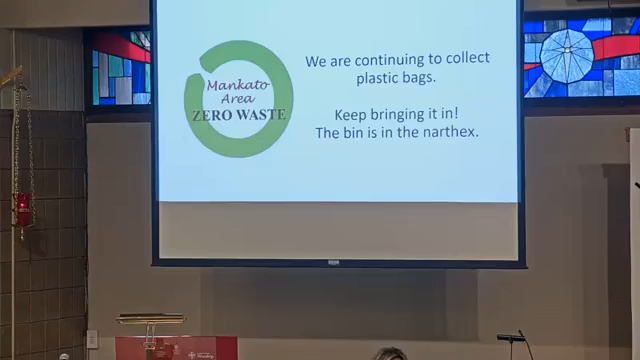 Mankato
Area
ZERO WASTE
We are continuing to collect
plastic bags.
Keep bringing it in!
The bin is in the narthex.